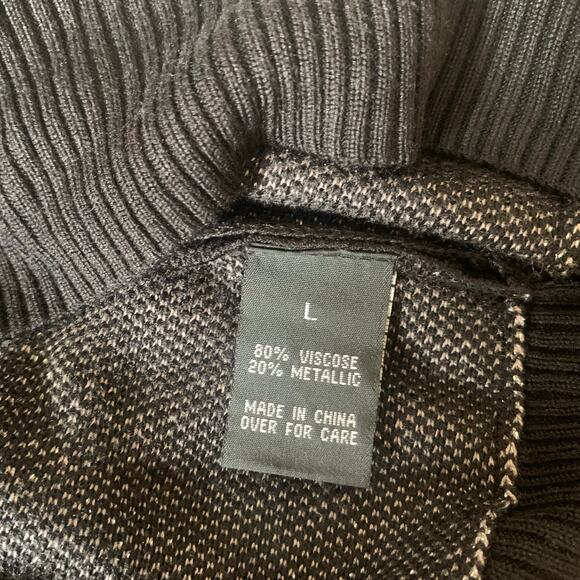 L
80% VISCOSE
20% METALLIC
MADE IN CHINA
OVER FOR CARE